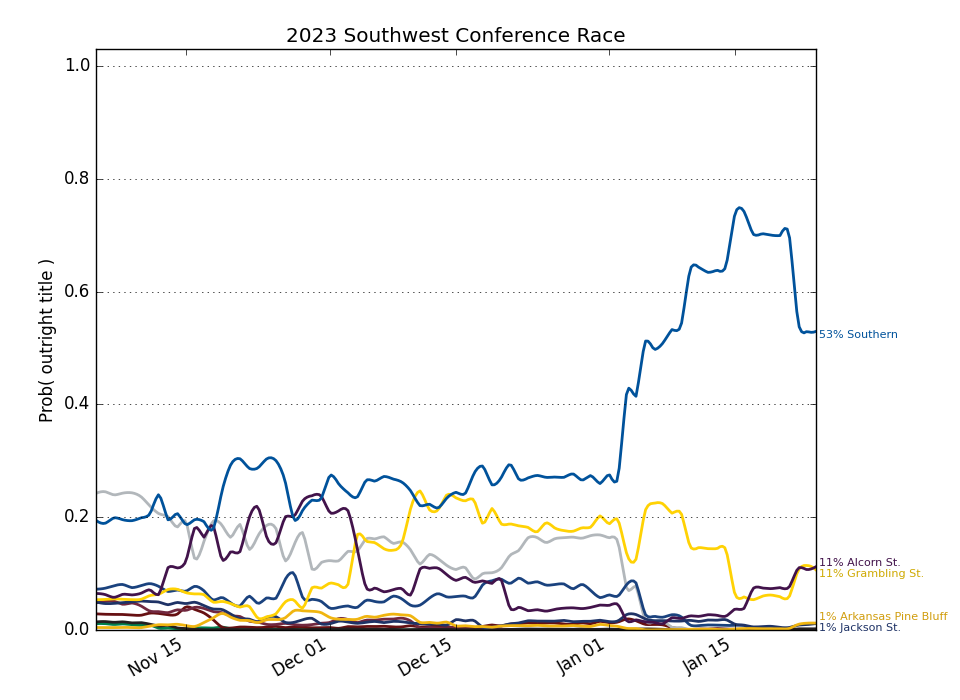 2023 Southwest Conference Race
1.0
0.8
0.6
0.4
0.2
0.0
Prob( outright title )
53% Southern
11% Alcorn St.
11% Grambling St.
1% Arkansas Pine Bluff
1% Jackson St.
Nov 15
Dec 01
Dec 15
Jan 01
Jan 15